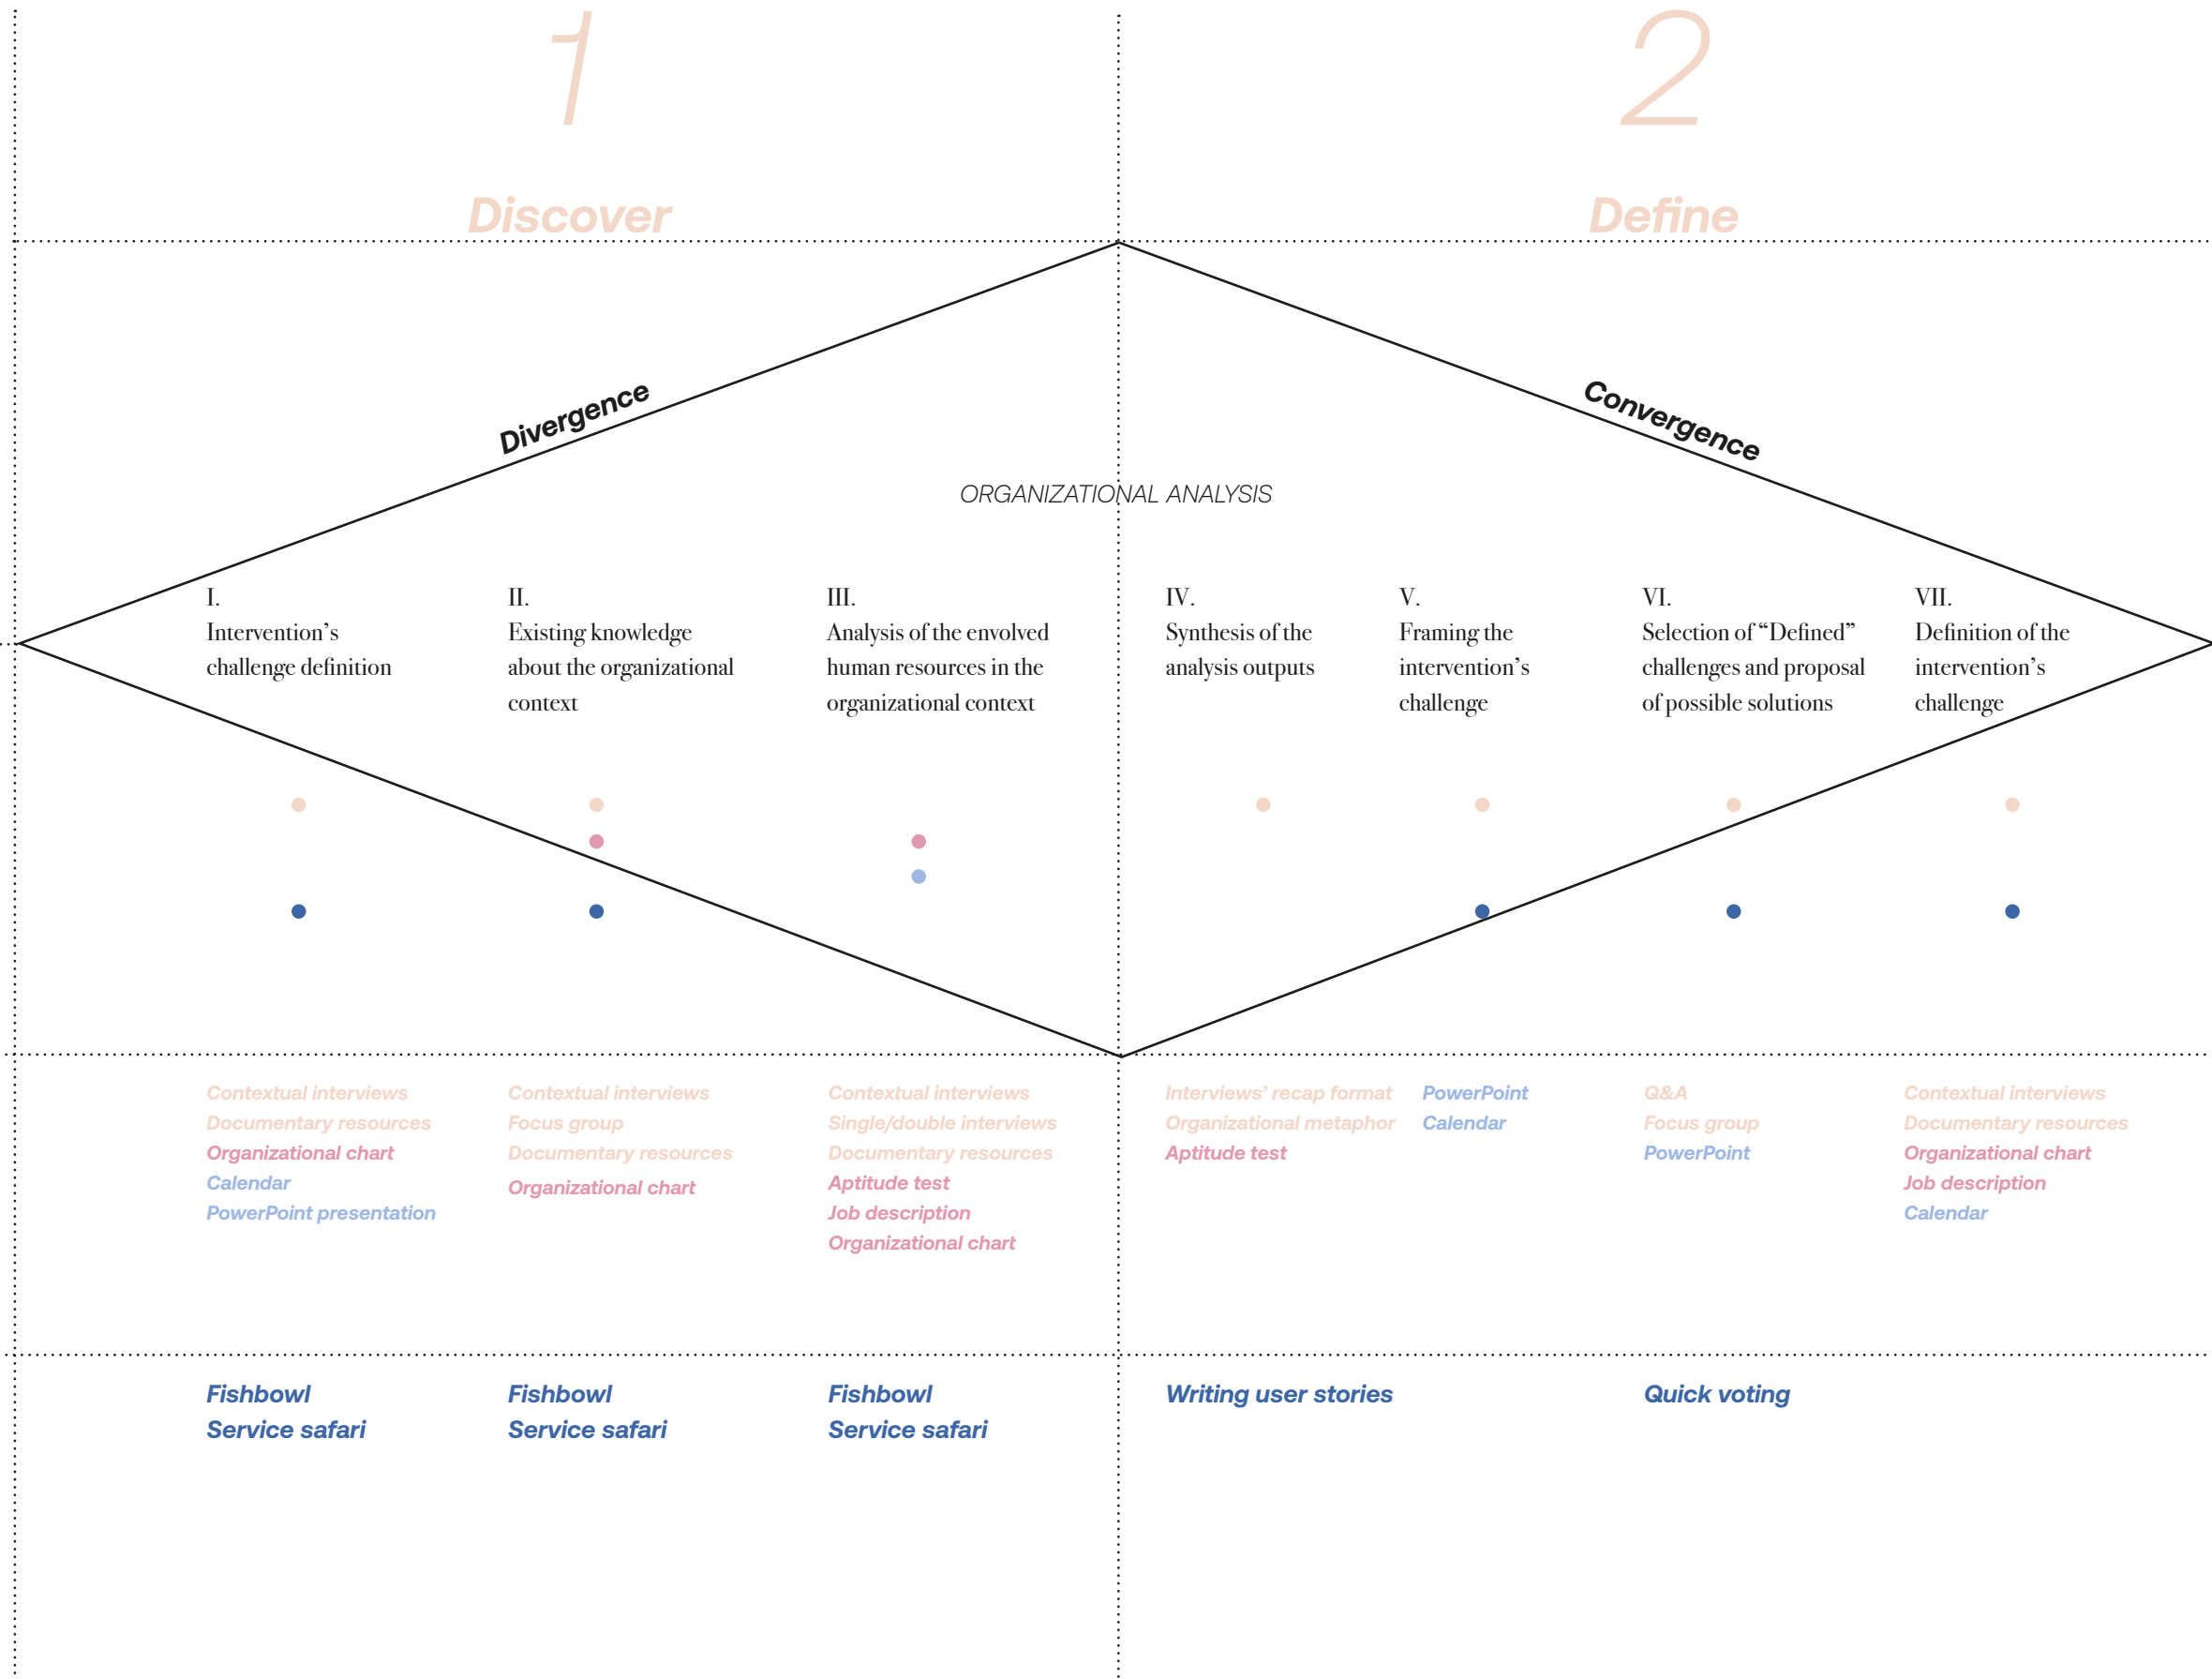 1
2
Discover
Define
Divergence
Convergence
ORGANIZATIONAL ANALYSIS
I.
Intervention’s
challenge definition
II.
Existing knowledge
about the organizational
context
III.
Analysis of the envolved
human resources in the
organizational context
IV.
Synthesis of the
analysis outputs
V.
Framing the
intervention’s
challenge
VI.
Selection of “Defined”
challenges and proposal
of possible solutions
VII.
Definition of the
intervention’s
challenge
Contextual interviews
Documentary resources
Organizational chart
Calendar
PowerPoint presentation
Contextual interviews
Focus group
Documentary resources
Organizational chart
Contextual interviews
Single/double interviews
Documentary resources
Aptitude test
Job description
Organizational chart
Interviews’ recap format
Organizational metaphor
Aptitude test
PowerPoint
Calendar
Q&A
Focus group
PowerPoint
Contextual interviews
Documentary resources
Organizational chart
Job description
Calendar
Fishbowl
Service safari
Fishbowl
Service safari
Fishbowl
Service safari
Writing user stories
Quick voting